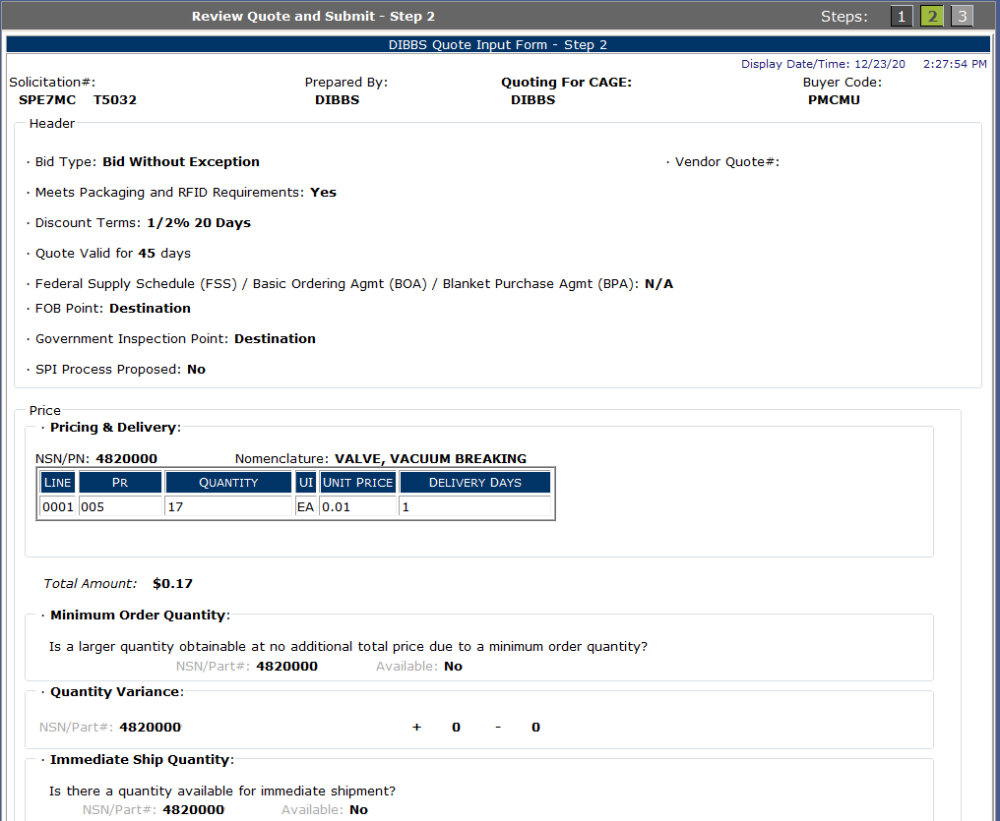 Review Quote and Submit - Step 2 Steps: 1 2 3
DIBBS Quote Input Form - Step 2
Display Date/Time: 12/23/20 2:27:54 PM
Solicitation#: Prepared By: Quoting For CAGE: Buyer Code:
SPE7MC T5032 DIBBS DIBBS PMCMU
Header
· Bid Type: Bid Without Exception · Vendor Quote#:
· Meets Packaging and RFID Requirements: Yes
· Discount Terms: 1/2% 20 Days
· Quote Valid for 45 days
· Federal Supply Schedule (FSS) / Basic Ordering Agmt (BOA) / Blanket Purchase Agmt (BPA): N/A
· FOB Point: Destination
· Government Inspection Point: Destination
· SPI Process Proposed: No
Price
· Pricing & Delivery:
NSN/PN: 4820000 Nomenclature: VALVE, VACUUM BREAKING
LINE PR QUANTITY UI UNIT PRICE DELIVERY DAYS
0001 005 17 EA 0.01 1
Total Amount: $0.17
· Minimum Order Quantity:
Is a larger quantity obtainable at no additional total price due to a minimum order quantity?
NSN/Part#: 4820000 Available: No
· Quantity Variance:
NSN/Part#: 4820000 + 0 - 0
· Immediate Ship Quantity:
Is there a quantity available for immediate shipment?
NSN/Part#: 4820000 Available: No